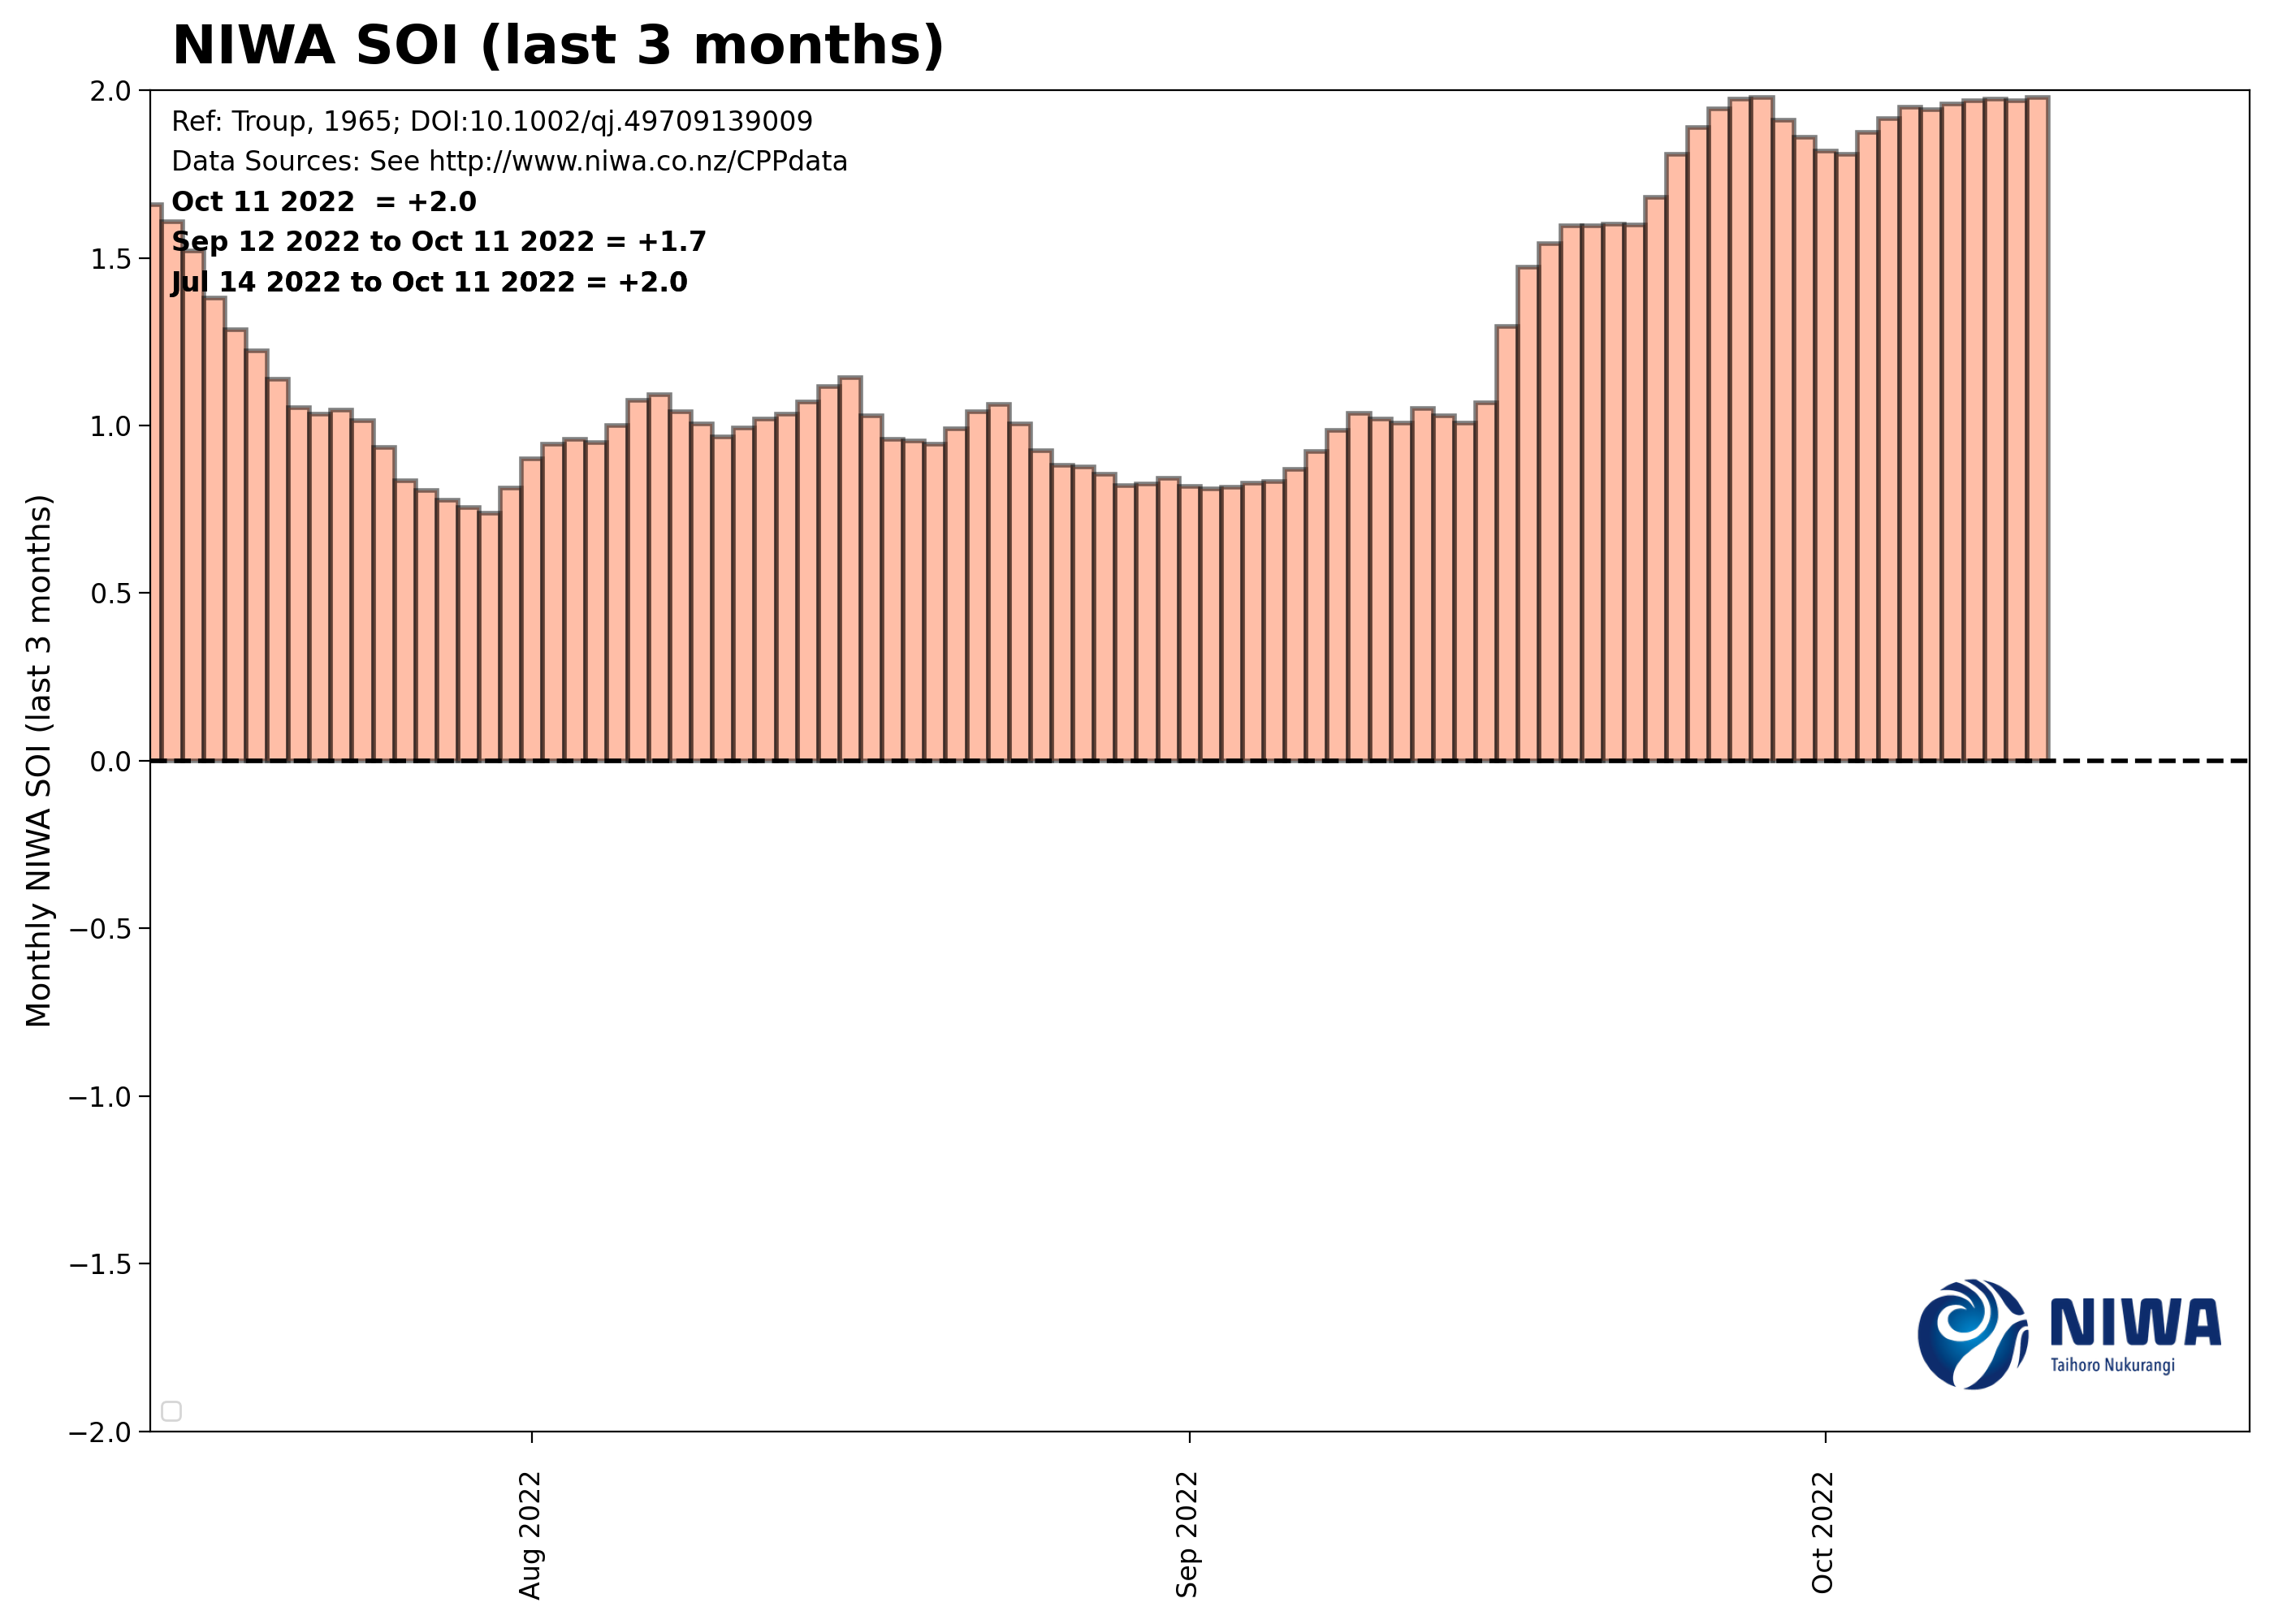 NIWA SOI (last 3 months)
Ref: Troup, 1965; DOI:10.1002/qj.49709139009
Data Sources: See http://www.niwa.co.nz/CPPdata
Oct 11 2022  = +2.0
Sep 12 2022 to Oct 11 2022 = +1.7
Jul 14 2022 to Oct 11 2022 = +2.0
Monthly NIWA SOI (last 3 months)
2.0
1.5
1.0
0.5
0.0
−0.5
−1.0
−1.5
−2.0
NIWA
Taihoro Nukurangi
Aug 2022
Sep 2022
Oct 2022